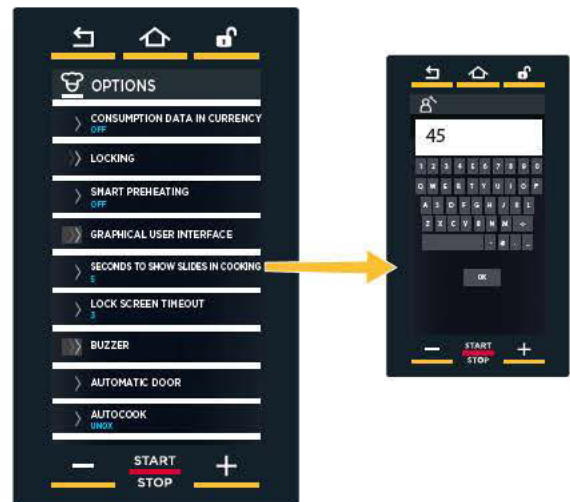 OPTIONS
CONSUMPTION DATA IN CURRENCY
OFF
LOCKING
SMART PREHEATING
OFF
GRAPHICAL USER INTERFACE
SECONDS TO SHOW SLIDES IN COOKING
5
LOCK SCREEN TIMEOUT
3
BUZZER
AUTOMATIC DOOR
AUTOCOOK
UNOX
START
STOP
45
1 2 3 4 5 6 7 8 9 0
Q W E R T Y U I O P
A S D F G H J K L
Z X C V B N M
- @ . _
OK
START
STOP